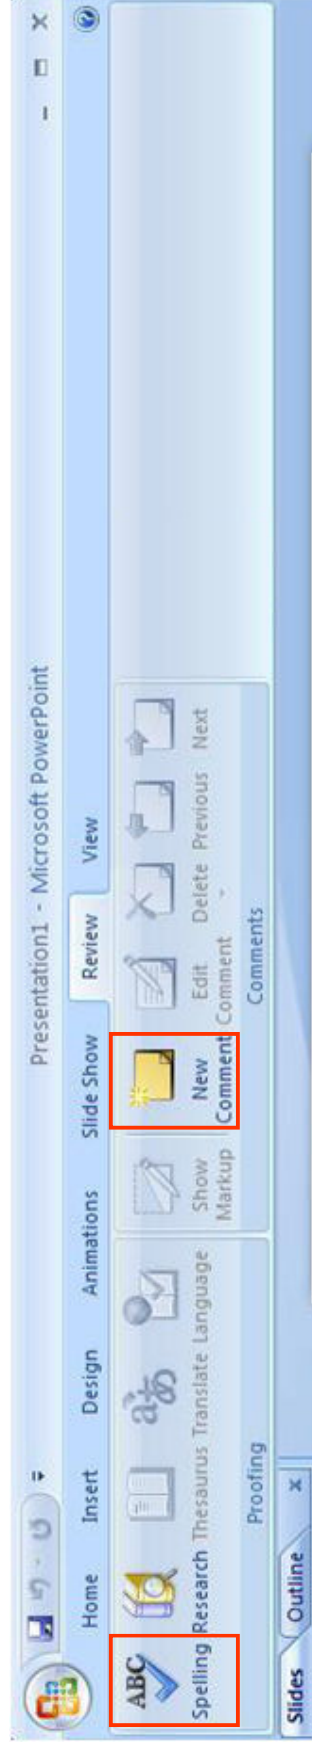 Presentation1 - Microsoft PowerPoint
Home Insert Design Animations Slide Show Review View
ABC
Spelling Research Thesaurus Translate Language Show Markup New Comment Edit Comment Delete Previous Next
Proofing Comments
Slides Outline